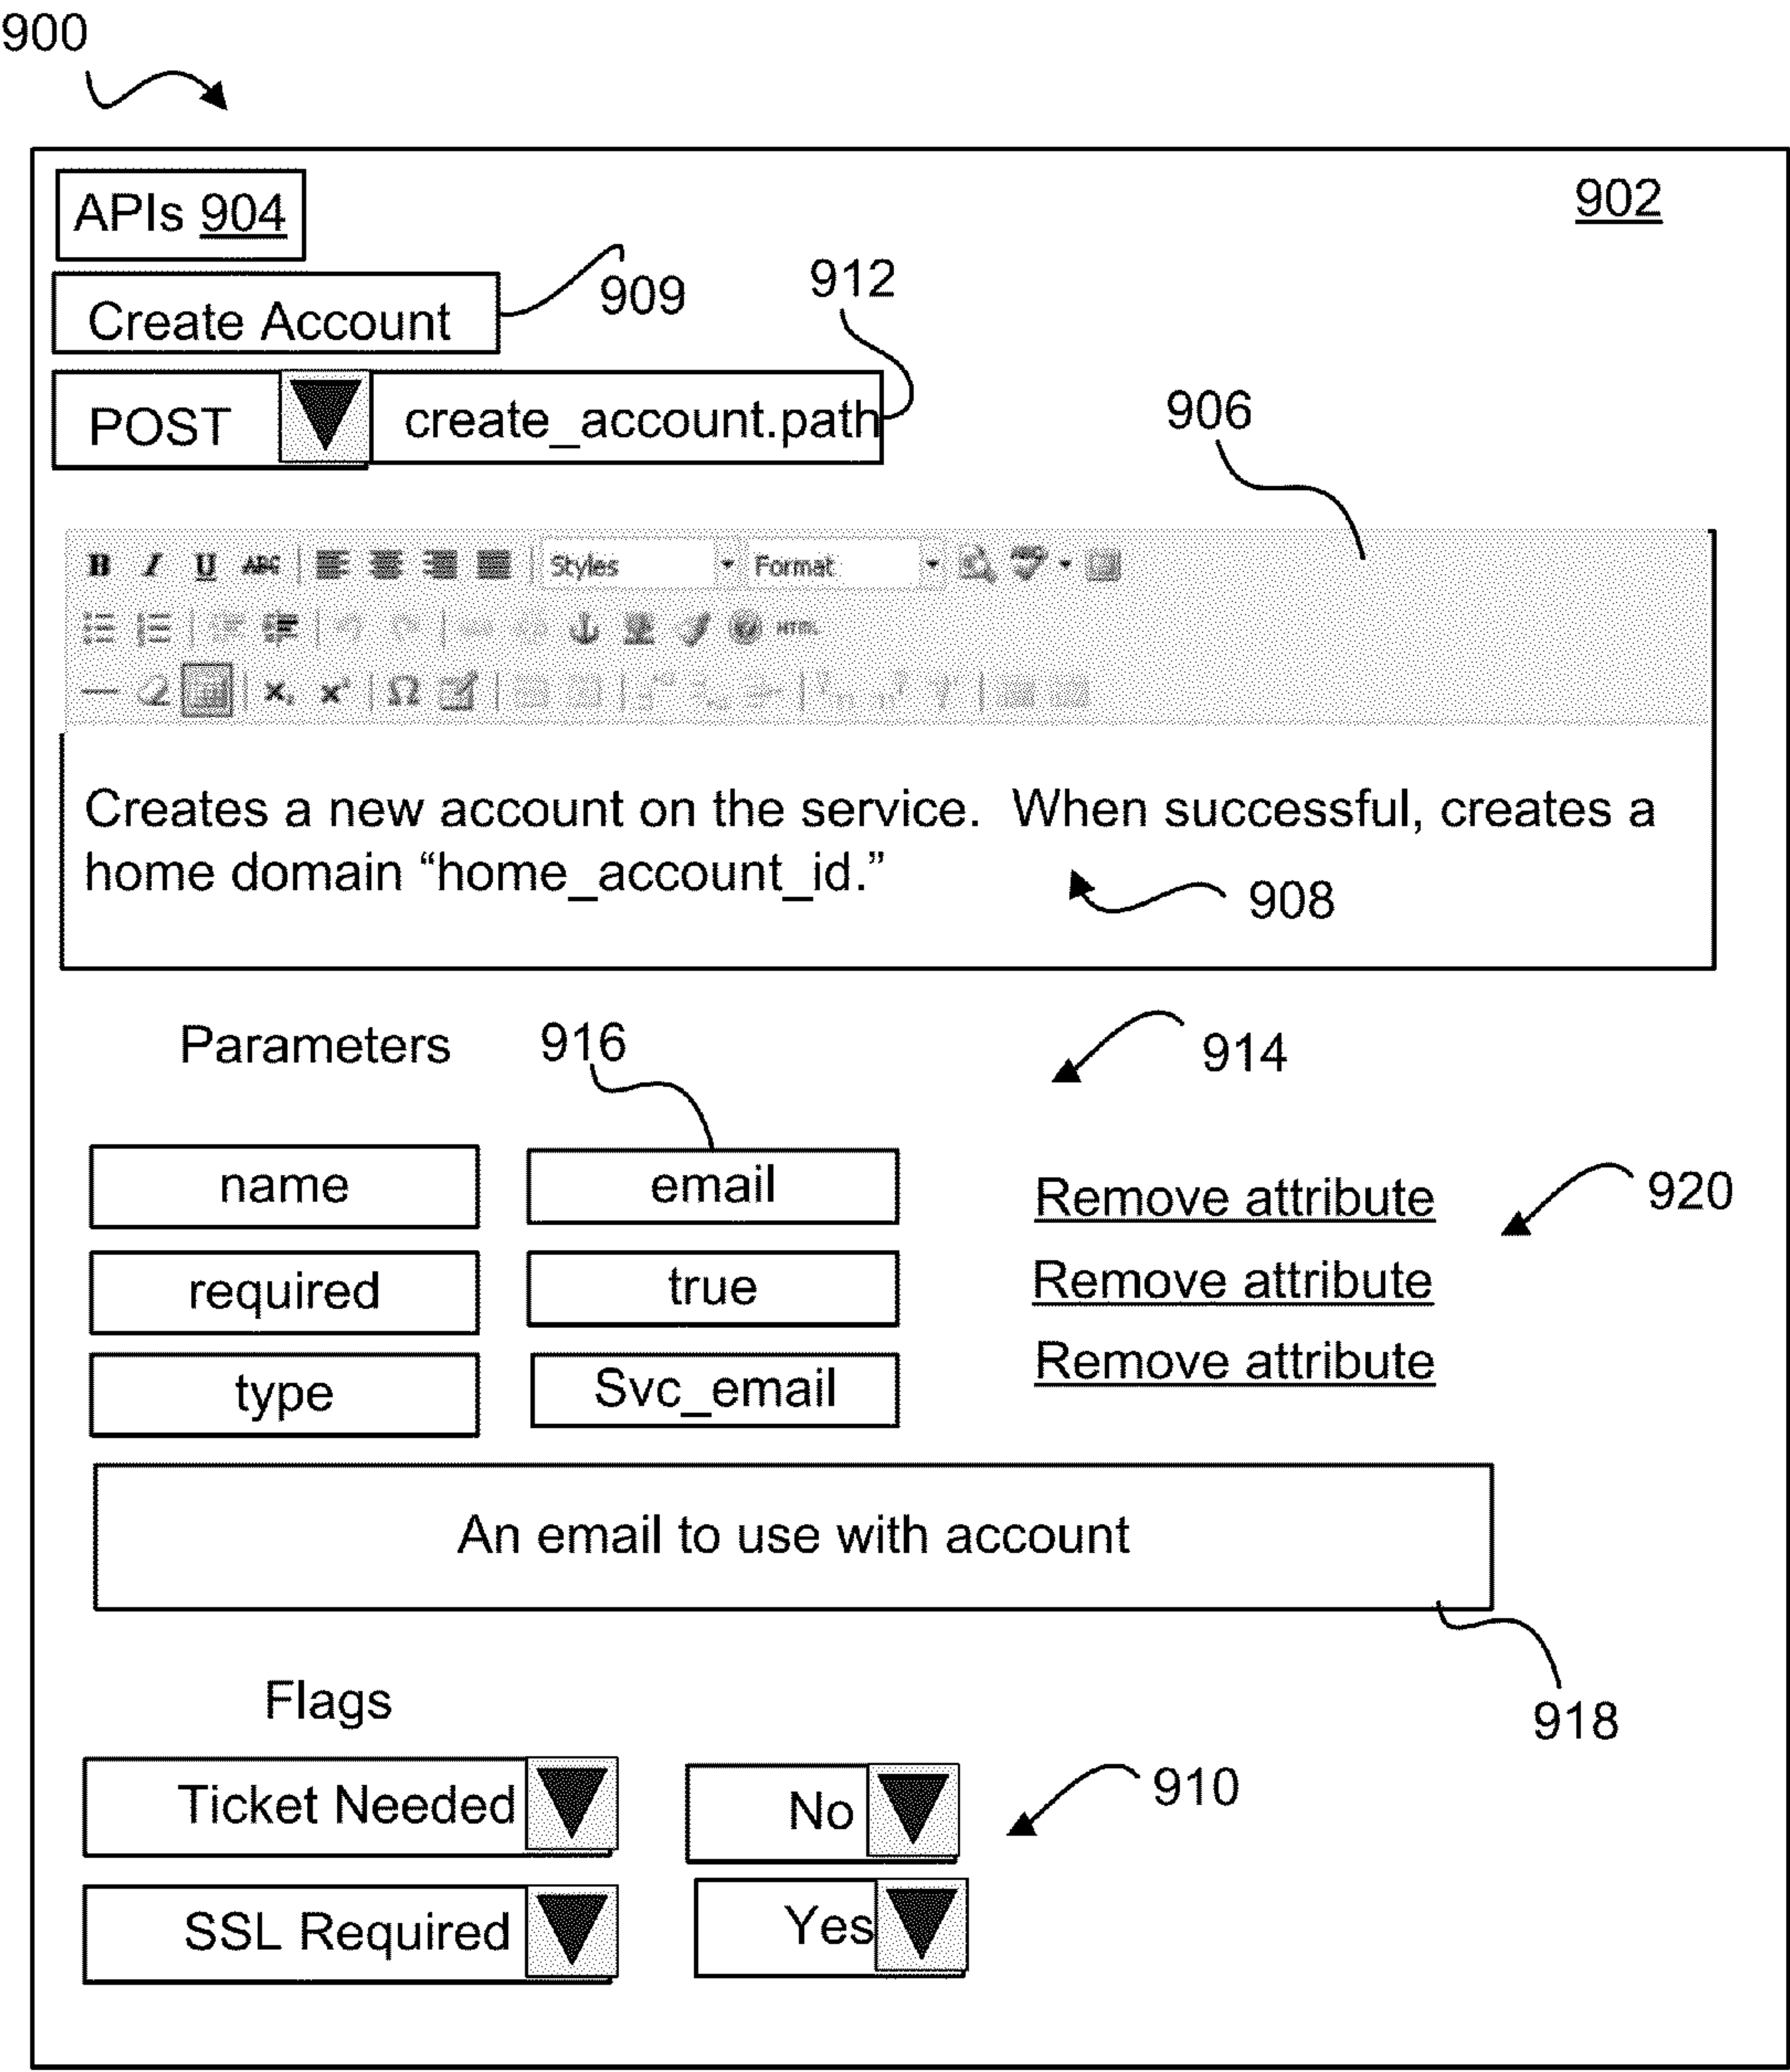 900
APIs 904
902
Create Account
909
912
POST
create_account.path
906
B I U ABC Styles Format
HTML
Creates a new account on the service.  When successful, creates a
home domain “home_account_id.”
908
Parameters
916
914
name
email
Remove attribute
920
required
true
Remove attribute
type
Svc_email
Remove attribute
An email to use with account
918
Flags
Ticket Needed
No
910
SSL Required
Yes